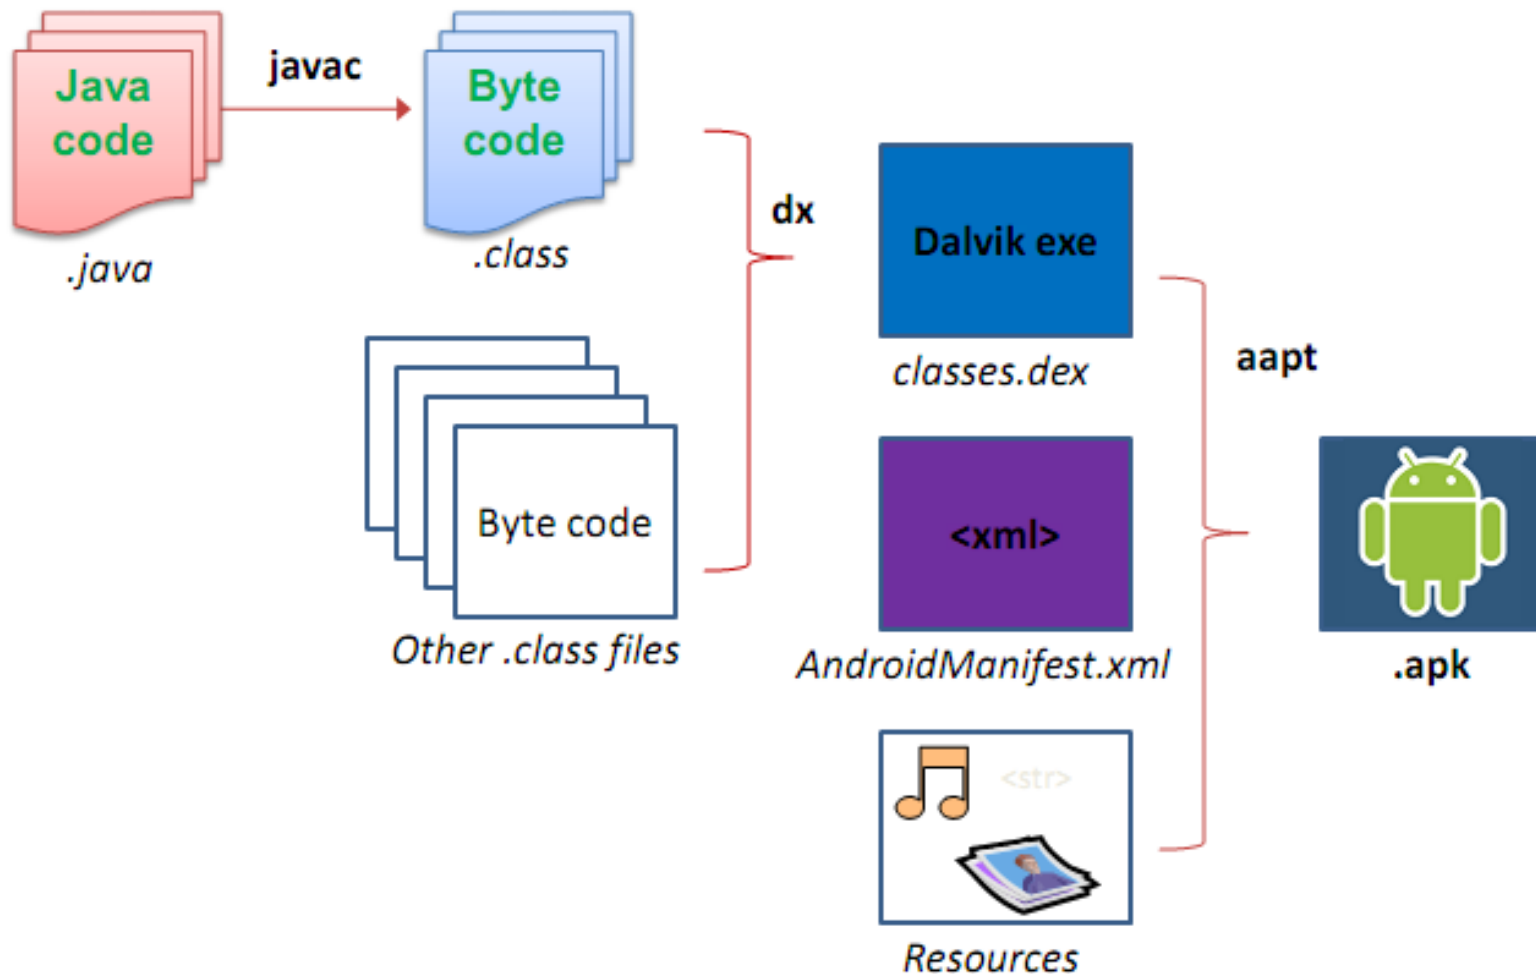 Java
code
.java
javac
Byte
code
.class
Byte code
Other .class files
dx
Dalvik exe
classes.dex
<xml>
AndroidManifest.xml
<str>
Resources
aapt
.apk